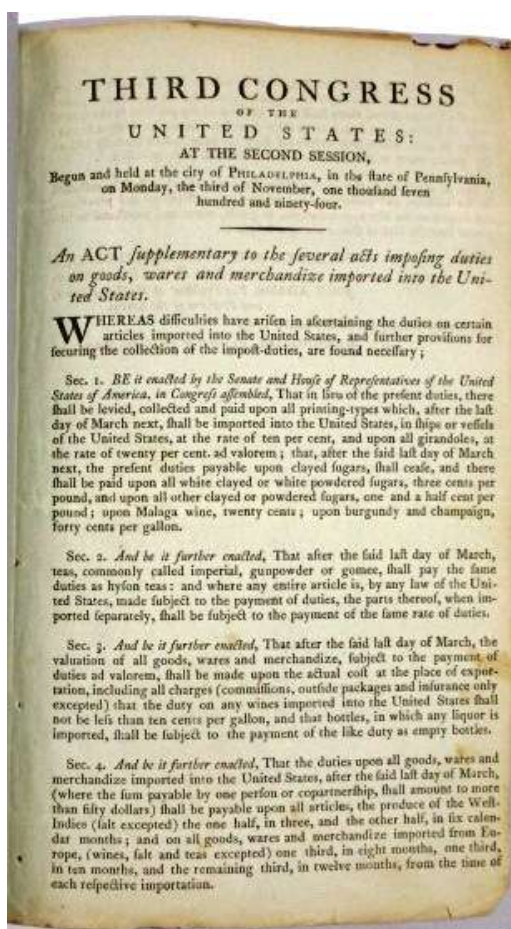 THIRD CONGRESS
OF THE
UNITED STATES:
AT THE SECOND SESSION,
Begun and held at the city of PHILADELPHIA, in the ſtate of Pennſylvania,
on Monday, the third of November, one thouſand ſeven
hundred and ninety-four.
An ACT ſupplementary to the ſeveral acts impoſing duties
on goods, wares and merchandize imported into the Uni-
ted States.
WHEREAS difficulties have ariſen in aſcertaining the duties on certain
articles imported into the United States, and further proviſions for
ſecuring the collection of the impoſt-duties, are found neceſſary;
Sec. 1. BE it enacted by the Senate and Houſe of Repreſentatives of the United
States of America, in Congreſs aſſembled, That in lieu of the preſent duties, there
ſhall be levied, collected and paid upon all printing-types which, after the laſt
day of March next, ſhall be imported into the United States, in ſhips or veſſels
of the United States, at the rate of ten per cent, and upon all girandoles, at
the rate of twenty per cent. ad valorem; that, after the ſaid laſt day of March
next, the preſent duties payable upon clayed ſugars, ſhall ceaſe, and there
ſhall be paid upon all white clayed or white powdered ſugars, three cents per
pound, and upon all other clayed or powdered ſugars, one and a half cent per
pound; upon Malaga wine, twenty cents; upon burgundy and champaign,
forty cents per gallon.
Sec. 2. And be it further enacted, That after the ſaid laſt day of March,
teas, commonly called imperial, gunpowder or gomee, ſhall pay the ſame
duties as hyſon teas: and where any entire article is, by any law of the Uni-
ted States, made ſubject to the payment of duties, the parts thereof, when im-
ported ſeparately, ſhall be ſubject to the payment of the ſame rate of duties.
Sec. 3. And be it further enacted, That after the ſaid laſt day of March, the
valuation of all goods, wares and merchandize, ſubject to the payment of
duties ad valorem, ſhall be made upon the actual coſt at the place of expor-
tation, including all charges (commiſſions, outſide packages and inſurance only
excepted) that the duty on any wines imported into the United States ſhall
not be leſs than ten cents per gallon, and that bottles, in which any liquor is
imported, ſhall be ſubject to the payment of the like duty as empty bottles.
Sec. 4. And be it further enacted, That the duties upon all goods, wares and
merchandize imported into the United States, after the ſaid laſt day of March,
(where the ſum payable by one perſon or copartnerſhip, ſhall amount to more
than fifty dollars) ſhall be payable upon all articles, the produce of the Weſt-
Indies (ſalt excepted) the one half, in three, and the other half, in ſix calen-
dar months; and on all goods, wares and merchandize imported from Eu-
rope, (wines, ſalt and teas excepted) one third, in eight months, one third,
in ten months, and the remaining third, in twelve months, from the time of
each reſpective importation.